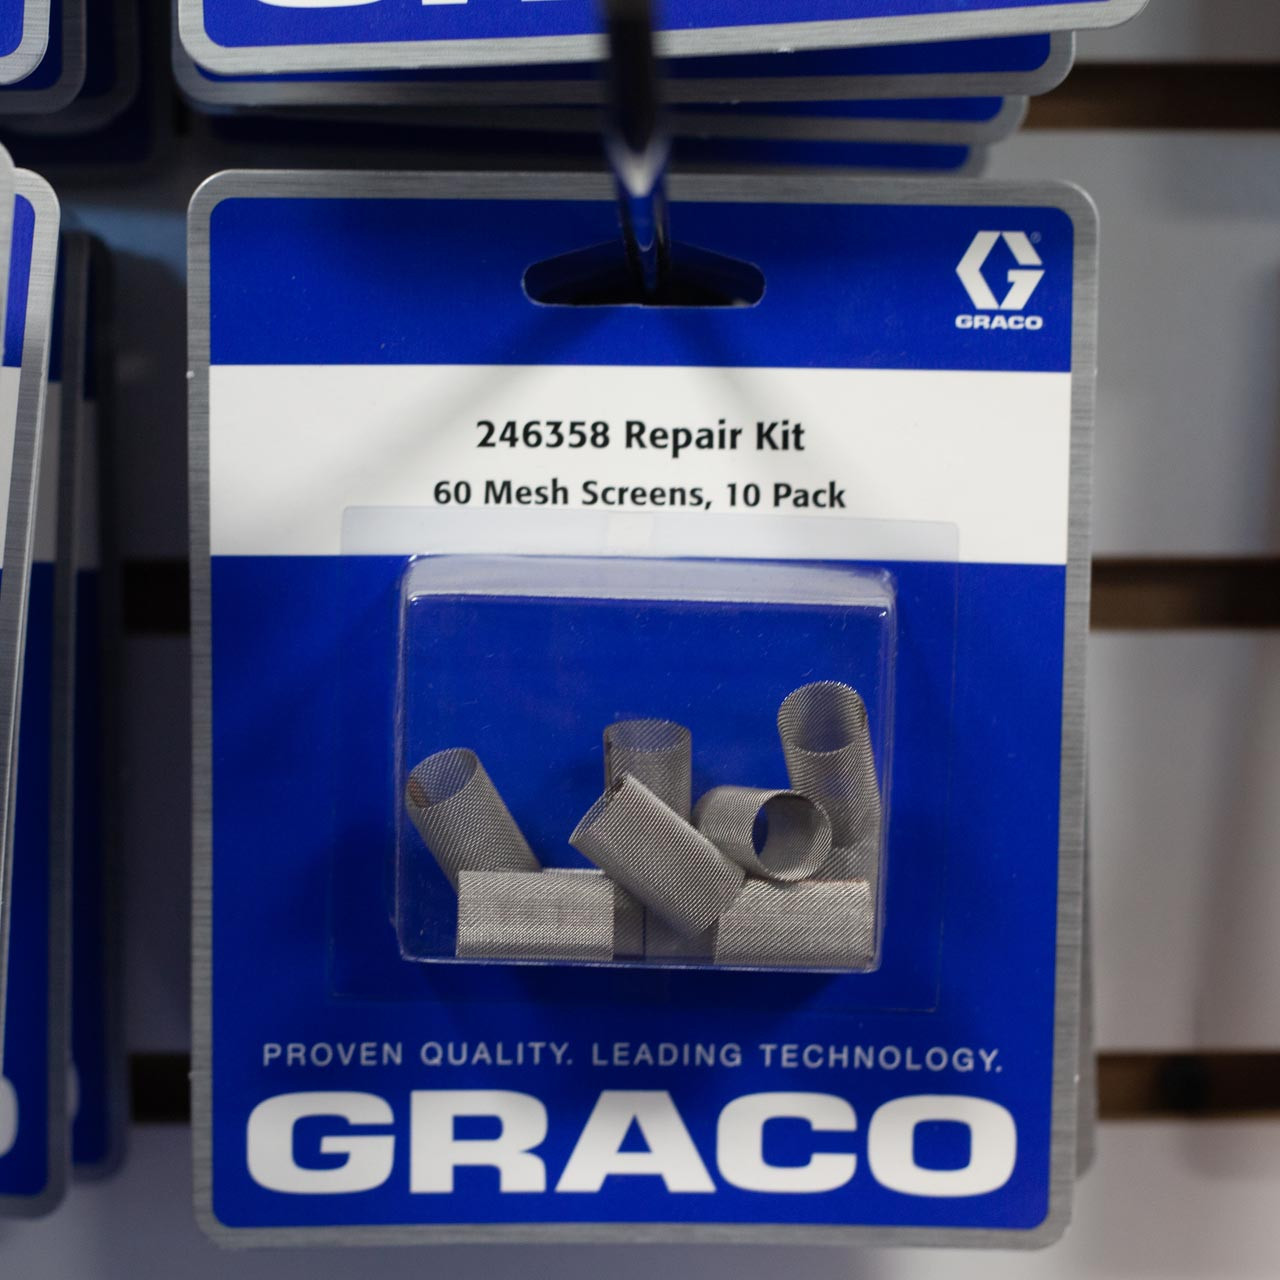 GRACO
246358 Repair Kit
60 Mesh Screens, 10 Pack
PROVEN QUALITY. LEADING TECHNOLOGY.
GRACO